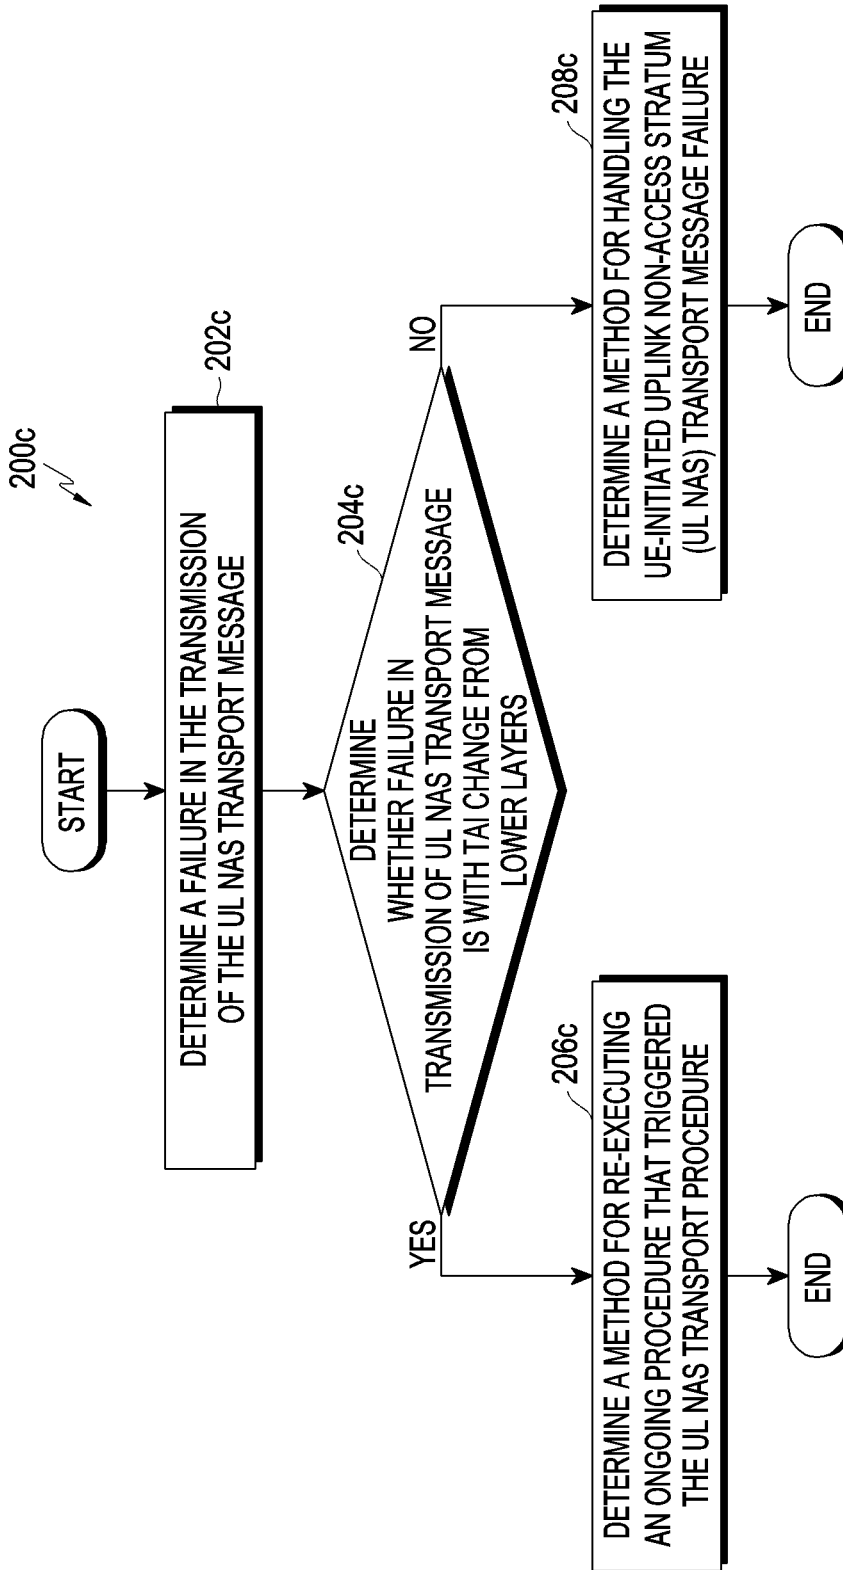 200c
START
202c
DETERMINE A FAILURE IN THE TRANSMISSION
OF THE UL NAS TRANSPORT MESSAGE
204c
DETERMINE
WHETHER FAILURE IN
TRANSMISSION OF UL NAS TRANSPORT MESSAGE
IS WITH TAI CHANGE FROM
LOWER LAYERS
YES
NO
206c
DETERMINE A METHOD FOR RE-EXECUTING
AN ONGOING PROCEDURE THAT TRIGGERED
THE UL NAS TRANSPORT PROCEDURE
208c
DETERMINE A METHOD FOR HANDLING THE
UE-INITIATED UPLINK NON-ACCESS STRATUM
(UL NAS) TRANSPORT MESSAGE FAILURE
END
END